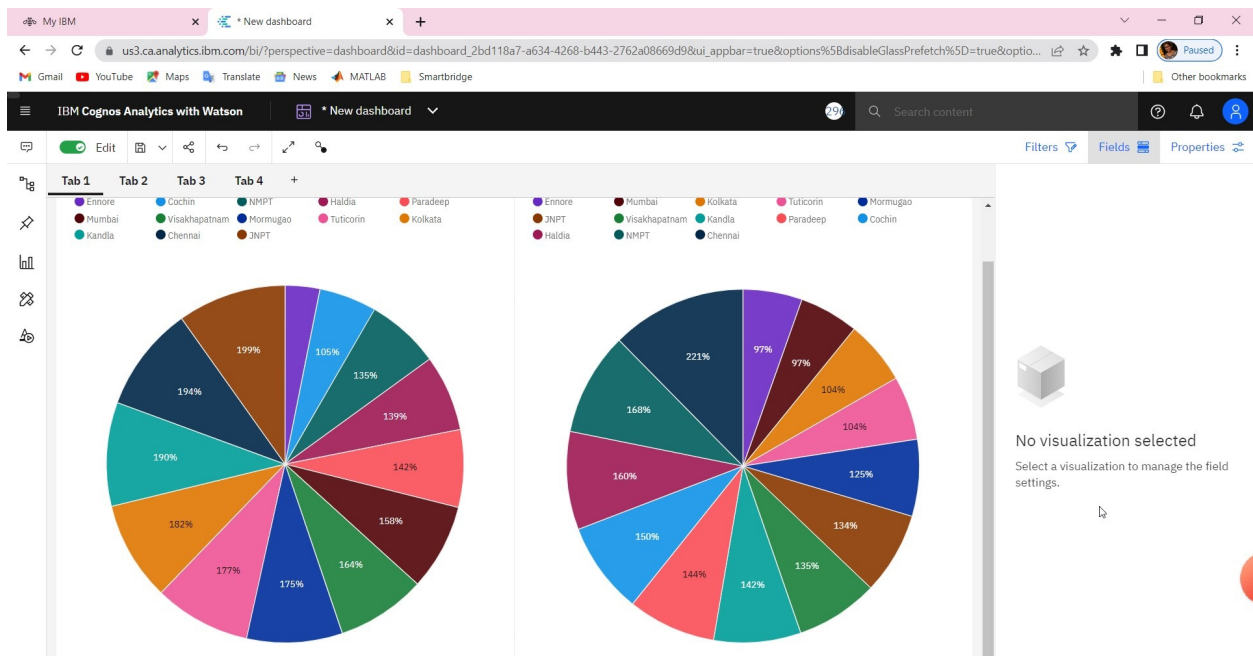 My IBM
* New dashboard
us3.ca.analytics.ibm.com/bi/?perspective=dashboard&id=dashboard_2bd118a7-a634-4268-b443-2762a08669d9&ui_appbar=true&options%5BdisableGlassPrefetch%5D=true&optio...
Paused
Gmail YouTube Maps Translate News MATLAB Smartbridge Other bookmarks
IBM Cognos Analytics with Watson
* New dashboard
296
Search content
Edit
Filters Fields Properties
Tab 1 Tab 2 Tab 3 Tab 4 +
Ennore Cochin NMPT Haldia Paradeep
Mumbai Visakhapatnam Mormugao Tuticorin Kolkata
Kandla Chennai JNPT
Ennore Mumbai Kolkata Tuticorin Mormugao
JNPT Visakhapatnam Kandla Paradeep Cochin
Haldia NMPT Chennai
199%
105%
135%
194%
139%
190%
142%
182%
158%
177%
175%
164%
221%
97%
97%
104%
168%
104%
160%
125%
150%
134%
144%
142%
135%
No visualization selected
Select a visualization to manage the field
settings.